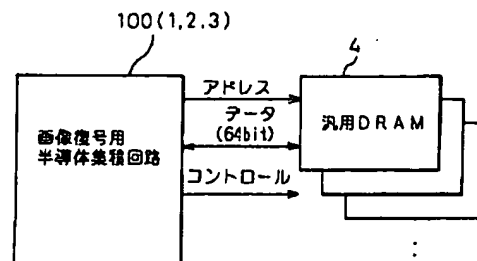 100(1,2,3)
4
アドレス
データ
(64bit)
コントロール
画像復号用
半導体集積回路
汎用DRAM